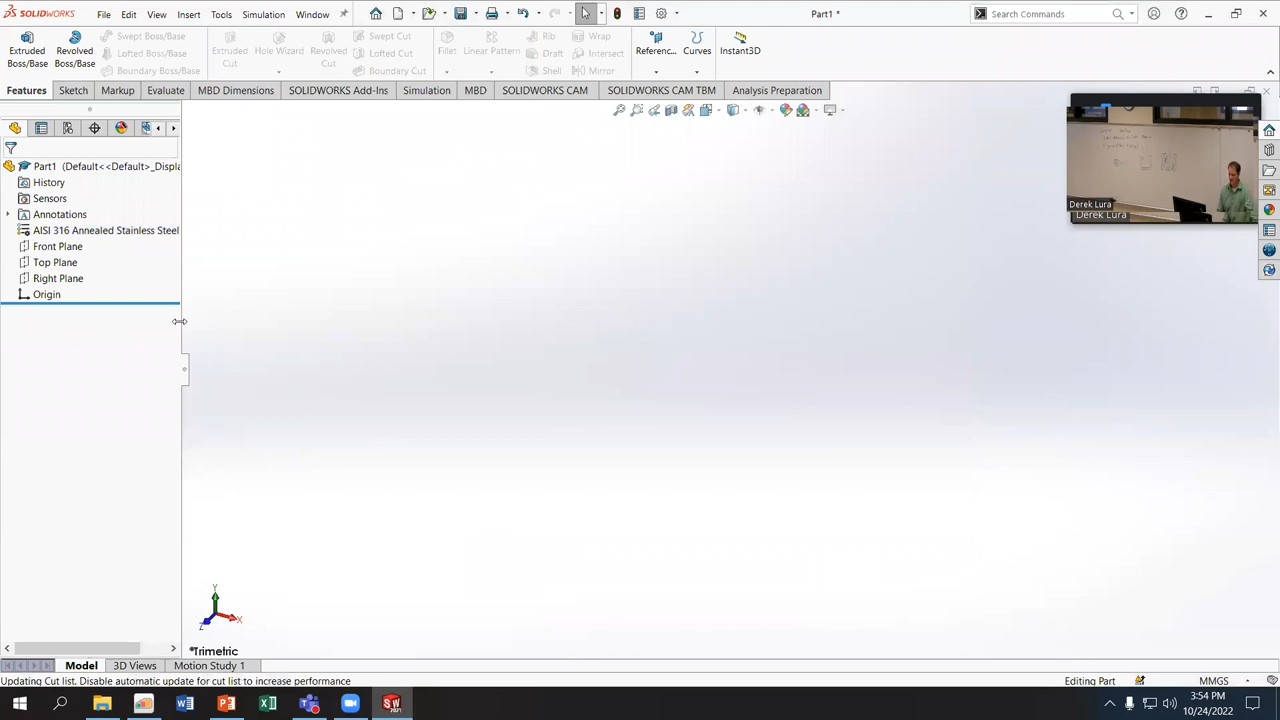 SOLIDWORKS File Edit View Insert Tools Simulation Window Part1 * Search Commands
Extruded Boss/Base Revolved Boss/Base Swept Boss/Base Lofted Boss/Base Boundary Boss/Base Extruded Cut Hole Wizard Revolved Cut Swept Cut Lofted Cut Boundary Cut Fillet Linear Pattern Rib Draft Shell Wrap Intersect Mirror Referenc... Curves Instant3D
Features Sketch Markup Evaluate MBD Dimensions SOLIDWORKS Add-Ins Simulation MBD SOLIDWORKS CAM SOLIDWORKS CAM TBM Analysis Preparation
Part1 (Default<<Default>_Displa
History
Sensors
Annotations
AISI 316 Annealed Stainless Steel
Front Plane
Top Plane
Right Plane
Origin
Derek Lura
Derek Lura
Y
X
Z
*Trimetric
Model 3D Views Motion Study 1
Updating Cut list. Disable automatic update for cut list to increase performance Editing Part MMGS
3:54 PM
10/24/2022